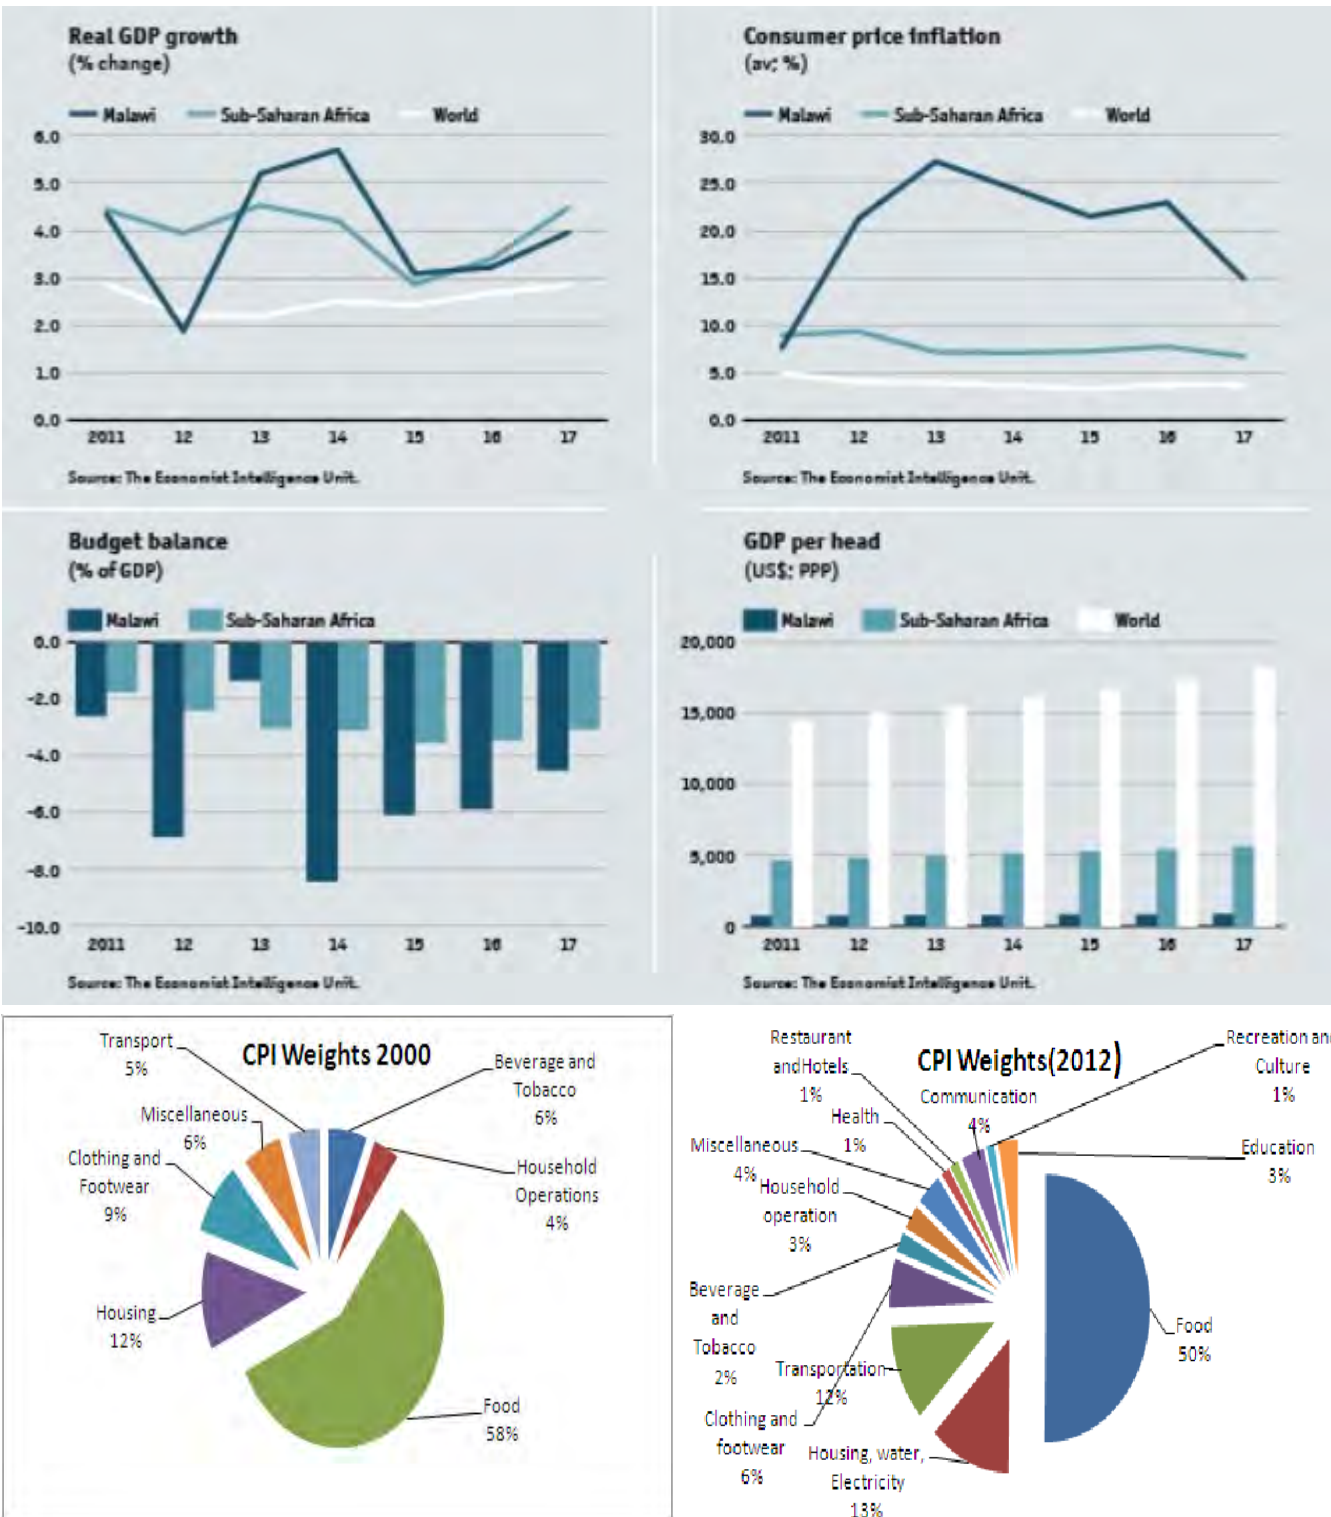 Real GDP growth
(% change)
Malawi
Sub-Saharan Africa
World
6.0
5.0
4.0
3.0
2.0
1.0
0.0
2011 12 13 14 15 16 17
Source: The Economist Intelligence Unit.
Consumer price inflation
(av; %)
Malawi
Sub-Saharan Africa
World
30.0
25.0
20.0
15.0
10.0
5.0
0.0
2011 12 13 14 15 16 17
Source: The Economist Intelligence Unit.
Budget balance
(% of GDP)
Malawi
Sub-Saharan Africa
0.0
-2.0
-4.0
-6.0
-8.0
-10.0
2011 12 13 14 15 16 17
Source: The Economist Intelligence Unit.
GDP per head
(US$; PPP)
Malawi
Sub-Saharan Africa
World
20,000
15,000
10,000
5,000
0
2011 12 13 14 15 16 17
Source: The Economist Intelligence Unit.
CPI Weights 2000
Transport
5%
Beverage and
Tobacco
6%
Miscellaneous
6%
Household
Operations
4%
Clothing and
Footwear
9%
Housing
12%
Food
58%
CPI Weights(2012)
Restaurant
andHotels
1%
Recreation and
Culture
1%
Communication
4%
Health
1%
Education
3%
Miscellaneous
4%
Household
operation
3%
Beverage
and
Tobacco
2%
Food
50%
Transportation
12%
Clothing and
footwear
6%
Housing, water,
Electricity
13%